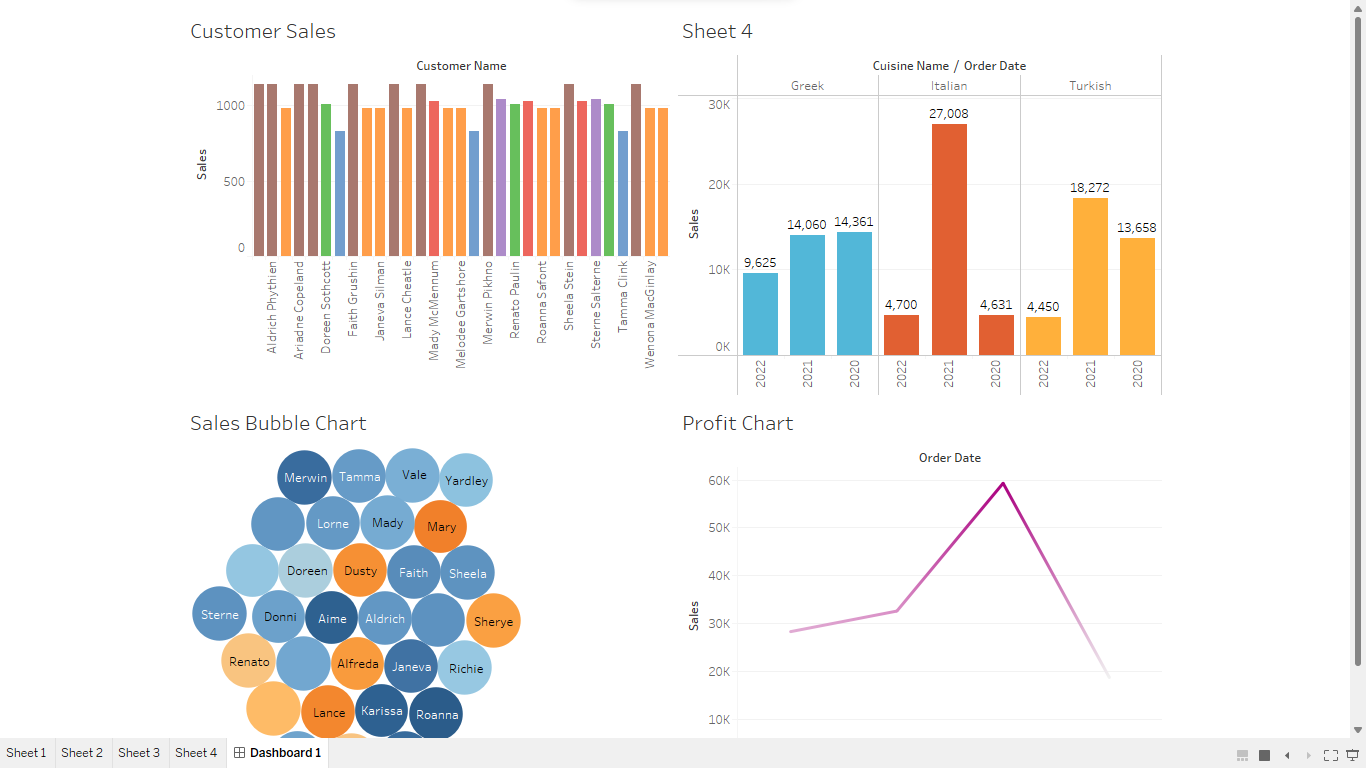 Customer Sales
Customer Name
Sales
1000
500
0
Aldrich Phythien
Ariadne Copeland
Doreen Sothcott
Faith Grushin
Janeva Silman
Lance Cheatle
Mady McMennum
Melodee Gartshore
Merwin Pikhno
Renato Paulin
Roanna Safont
Sheela Stein
Sterne Salterne
Tamma Clink
Wenona MacGinlay
Sheet 4
Cuisine Name / Order Date
Greek Italian Turkish
Sales
30K
20K
10K
0K
9,625 14,060 14,361 4,700 27,008 4,631 4,450 18,272 13,658
2022 2021 2020 2022 2021 2020 2022 2021 2020
Sales Bubble Chart
Merwin Tamma Vale Yardley
Lorne Mady Mary
Doreen Dusty Faith Sheela
Sterne Donni Aime Aldrich Sherye
Renato Alfreda Janeva Richie
Lance Karissa Roanna
Profit Chart
Order Date
Sales
60K
50K
40K
30K
20K
10K
Sheet 1 Sheet 2 Sheet 3 Sheet 4 Dashboard 1